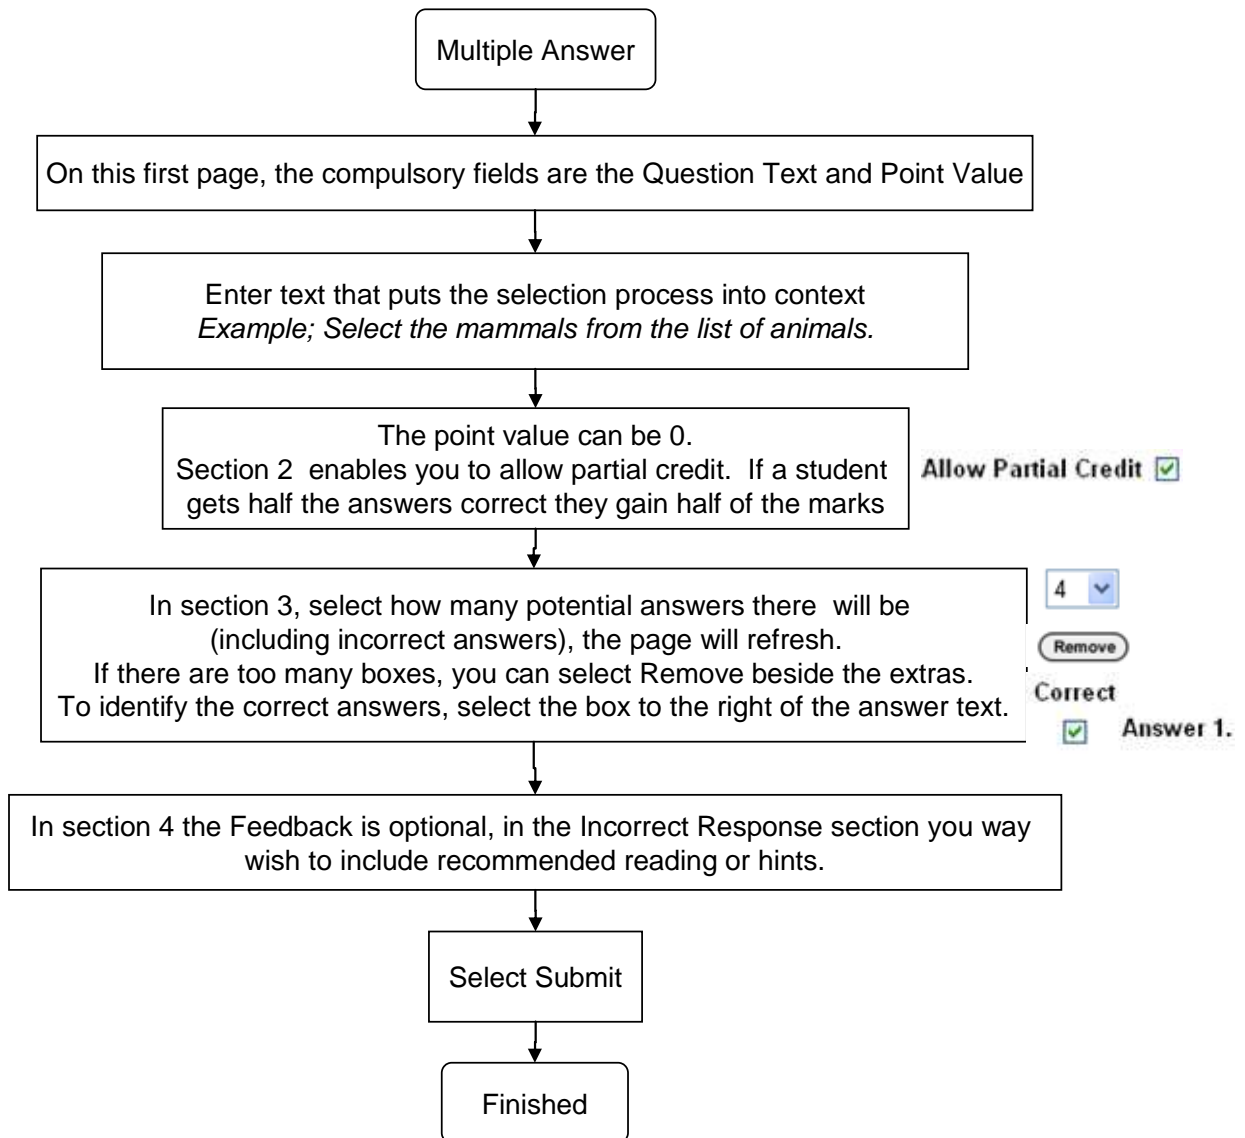 Multiple Answer
On this first page, the compulsory fields are the Question Text and Point Value
Enter text that puts the selection process into context
Example; Select the mammals from the list of animals.
The point value can be 0.
Section 2 enables you to allow partial credit. If a student
gets half the answers correct they gain half of the marks
Allow Partial Credit
In section 3, select how many potential answers there will be
(including incorrect answers), the page will refresh.
If there are too many boxes, you can select Remove beside the extras.
To identify the correct answers, select the box to the right of the answer text.
4
Remove
Correct
Answer 1.
In section 4 the Feedback is optional, in the Incorrect Response section you way
wish to include recommended reading or hints.
Select Submit
Finished